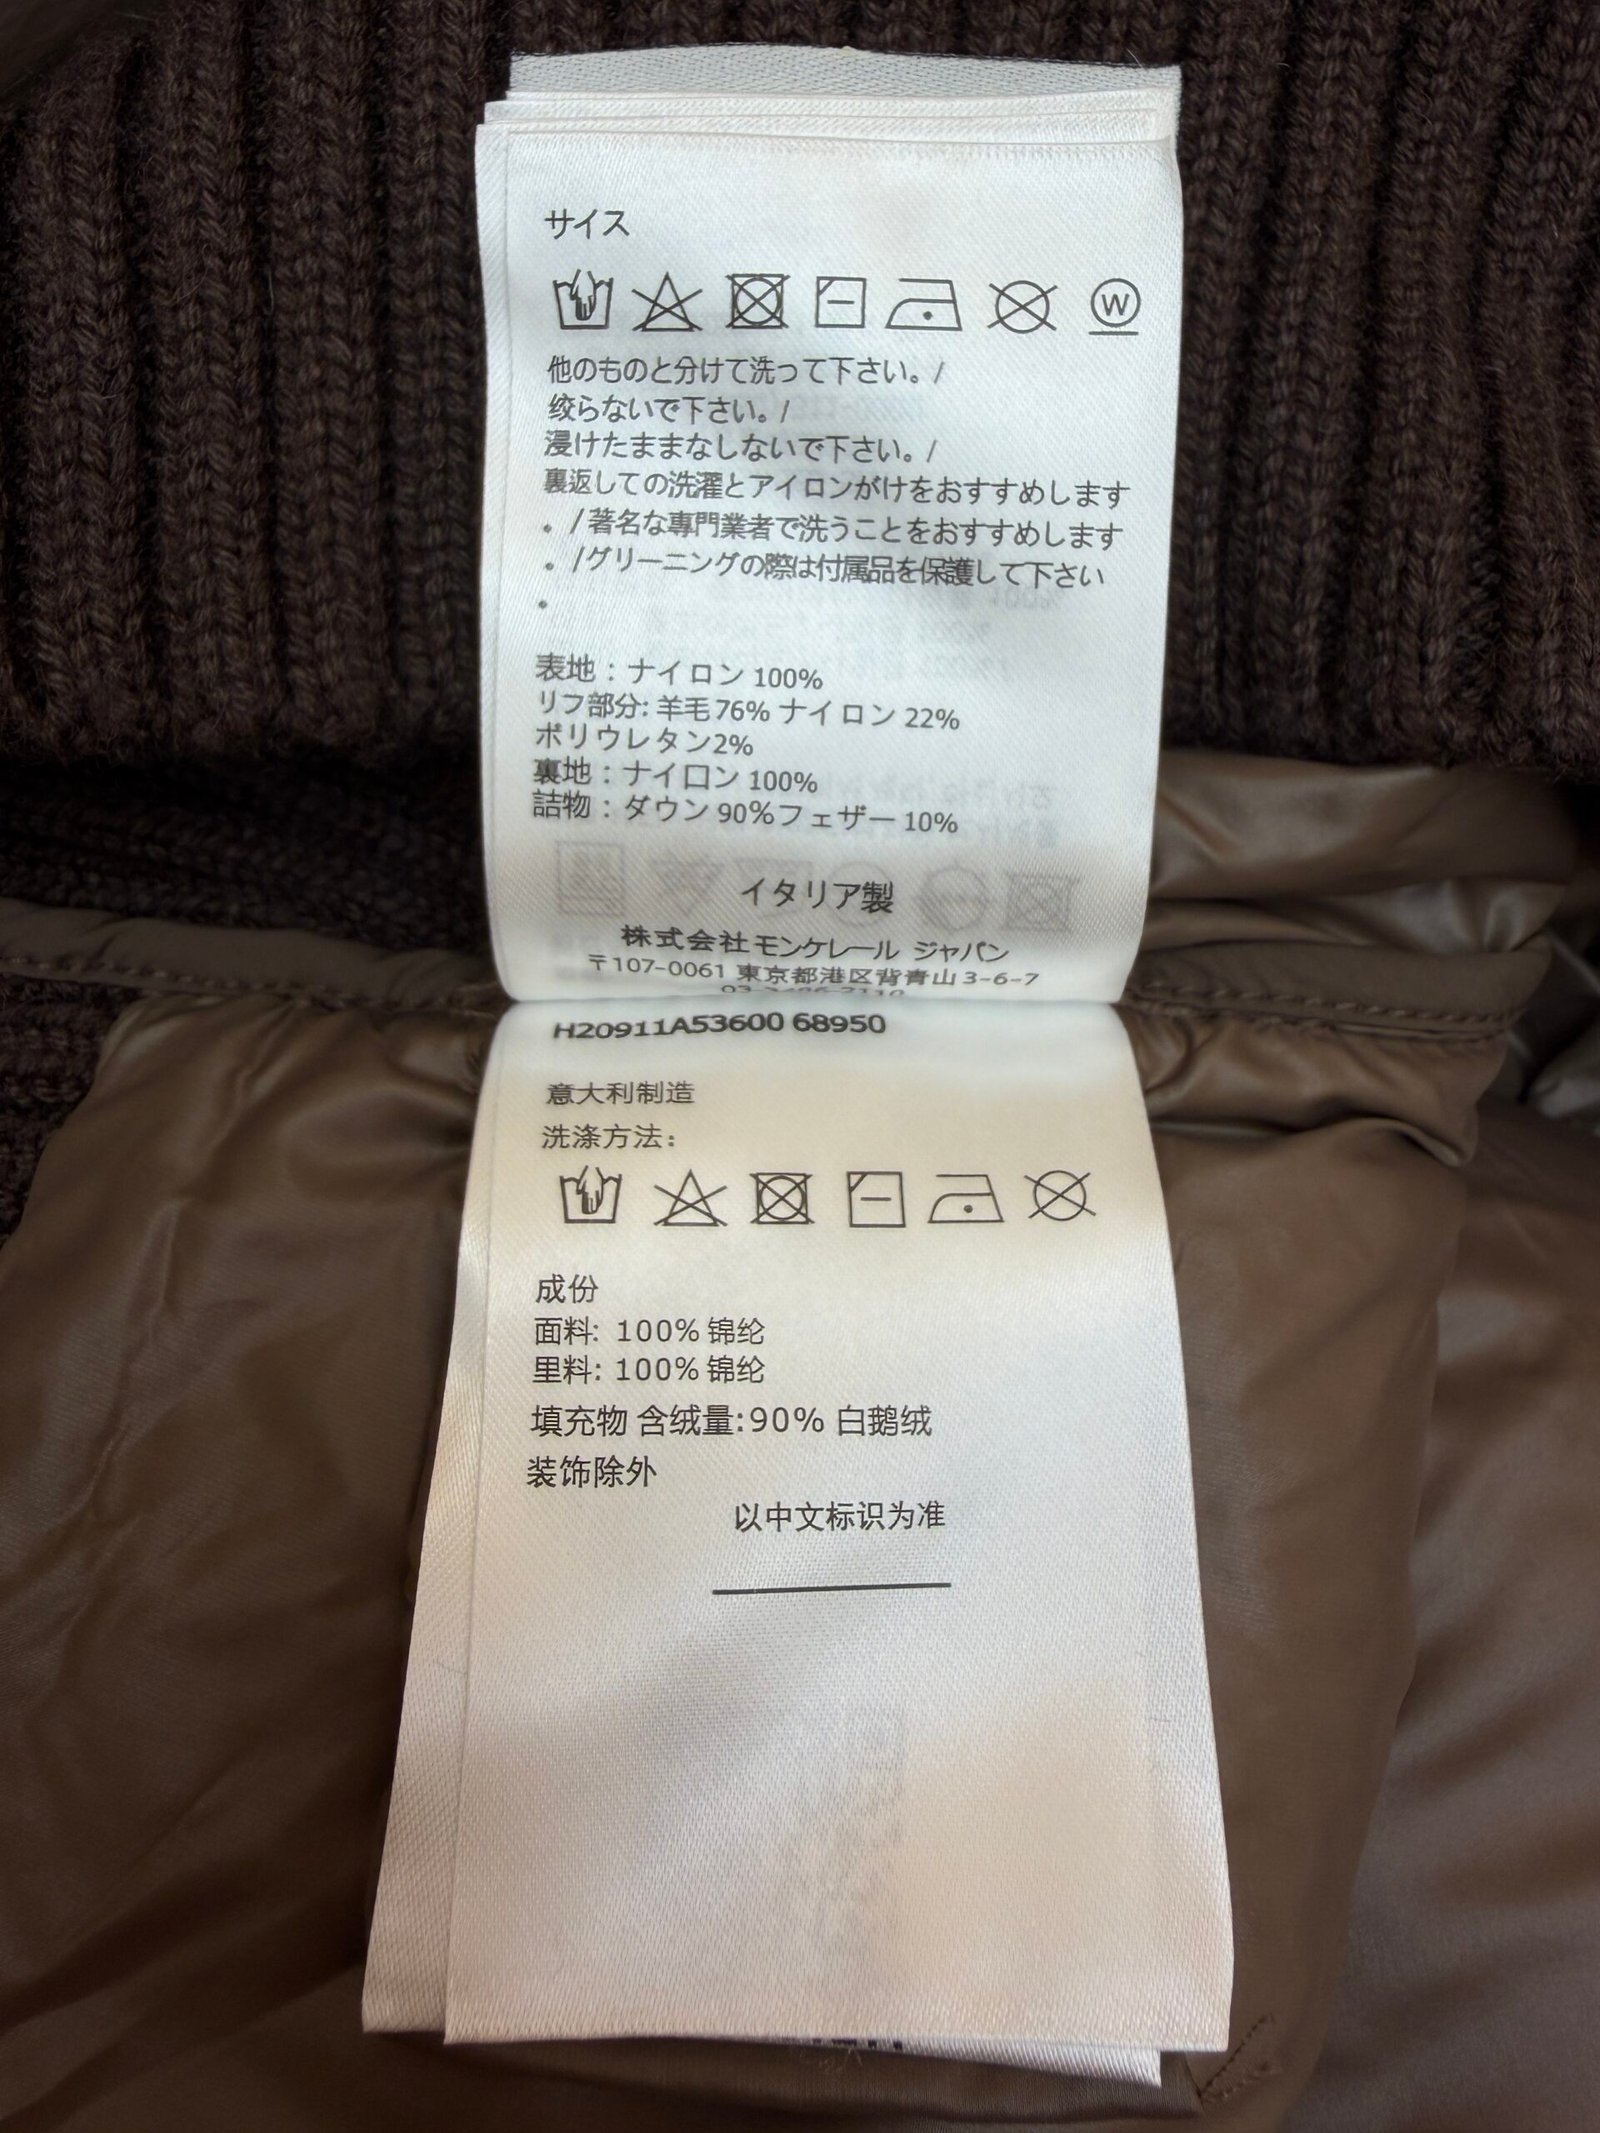 サイス
W
他のものと分けて洗って下さい。/
绞らないで下さい。/
浸けたままなしないで下さい。/
裏返しての洗濯とアイロンがけをおすすめします
。/著名な専門業者で洗うことをおすすめします
。/グリーニングの際は付属品を保護して下さい
。
表地：ナイロン 100%
リフ部分: 羊毛76% ナイロン 22%
ポリウレタン2%
裏地：ナイロン 100%
詰物：ダウン 90%フェザー 10%
イタリア製
株式会社モンケレール ジャパン
〒107-0061 東京都港区背青山 3-6-7
H20911A53600 68950
意大利制造
洗涤方法：
成份
面料: 100% 锦纶
里料: 100% 锦纶
填充物 含绒量:90% 白鹅绒
装饰除外
以中文标识为准